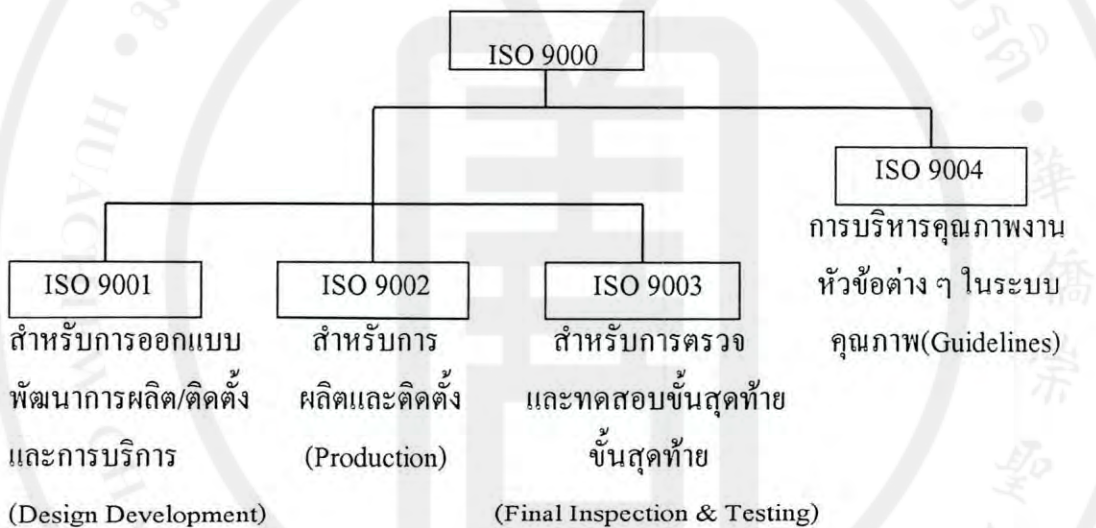 ISO 9000
ISO 9004
การบริหารคุณภาพงาน
หัวข้อต่าง ๆ ในระบบ
คุณภาพ(Guidelines)
ISO 9001
สำหรับการออกแบบ
พัฒนาการผลิต/ติดตั้ง
และการบริการ
(Design Development)
ISO 9002
สำหรับการ
ผลิตและติดตั้ง
(Production)
ISO 9003
สำหรับการตรวจ
และทดสอบขั้นสุดท้าย
ขั้นสุดท้าย
(Final Inspection & Testing)
華
僑
崇
聖